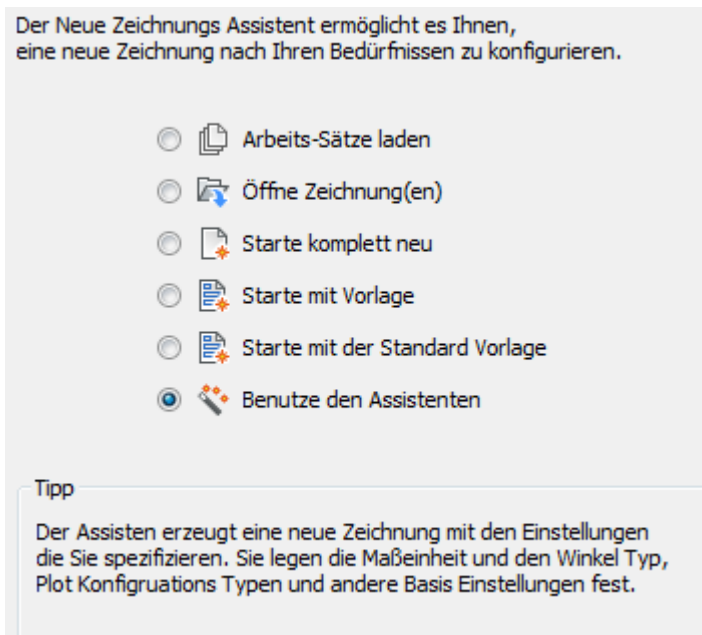 Der Neue Zeichnungs Assistent ermöglicht es Ihnen,
eine neue Zeichnung nach Ihren Bedürfnissen zu konfigurieren.
Arbeits-Sätze laden
Öffne Zeichnung(en)
Starte komplett neu
Starte mit Vorlage
Starte mit der Standard Vorlage
Benutze den Assistenten
Tipp
Der Assisten erzeugt eine neue Zeichnung mit den Einstellungen
die Sie spezifizieren. Sie legen die Maßeinheit und den Winkel Typ,
Plot Konfigruations Typen und andere Basis Einstellungen fest.